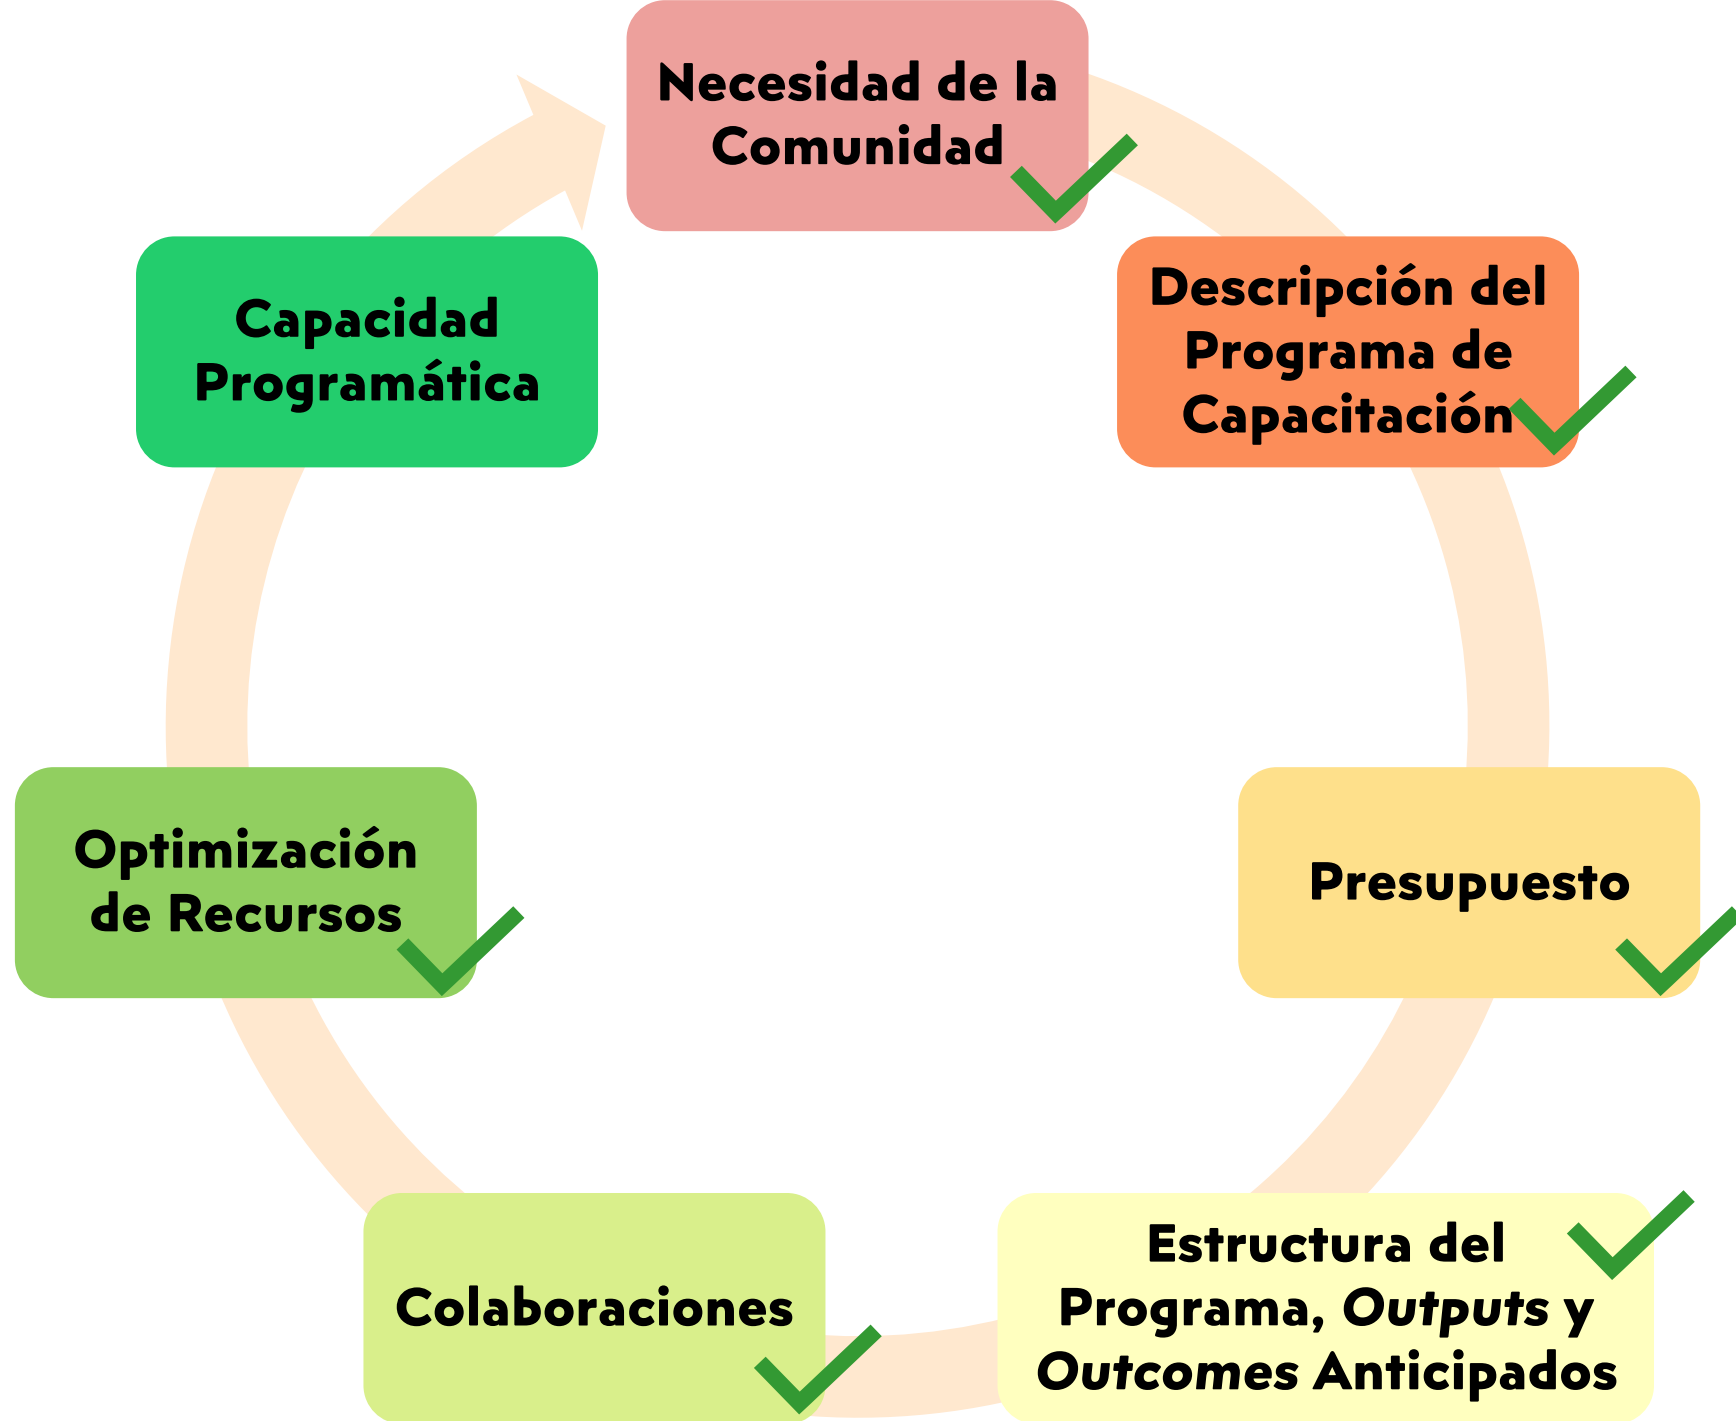 Necesidad de la
Comunidad
Descripción del
Programa de
Capacitación
Presupuesto
Estructura del
Programa, Outputs y
Outcomes Anticipados
Colaboraciones
Optimización
de Recursos
Capacidad
Programática